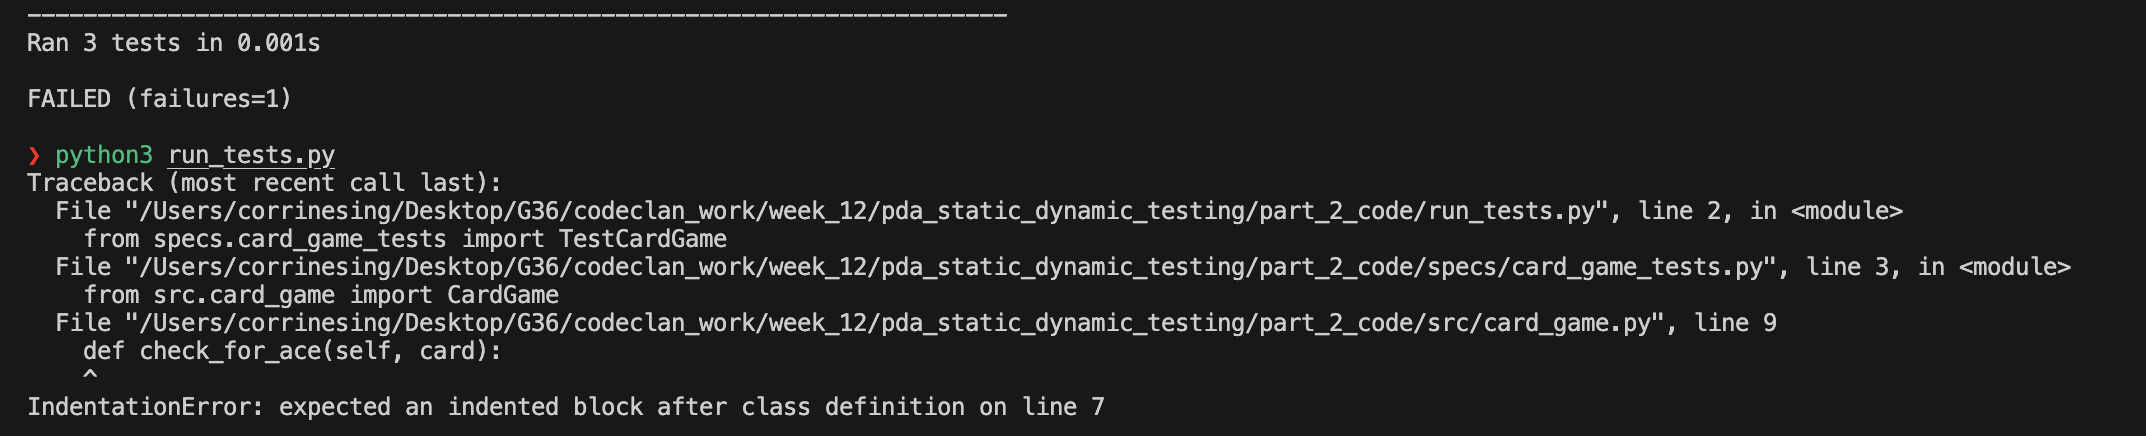 ----------------------------------------------------------------------
Ran 3 tests in 0.001s
FAILED (failures=1)
❯ python3 run_tests.py
Traceback (most recent call last):
  File "/Users/corrinesing/Desktop/G36/codeclan_work/week_12/pda_static_dynamic_testing/part_2_code/run_tests.py", line 2, in <module>
    from specs.card_game_tests import TestCardGame
  File "/Users/corrinesing/Desktop/G36/codeclan_work/week_12/pda_static_dynamic_testing/part_2_code/specs/card_game_tests.py", line 3, in <module>
    from src.card_game import CardGame
  File "/Users/corrinesing/Desktop/G36/codeclan_work/week_12/pda_static_dynamic_testing/part_2_code/src/card_game.py", line 9
    def check_for_ace(self, card):
    ^
IndentationError: expected an indented block after class definition on line 7